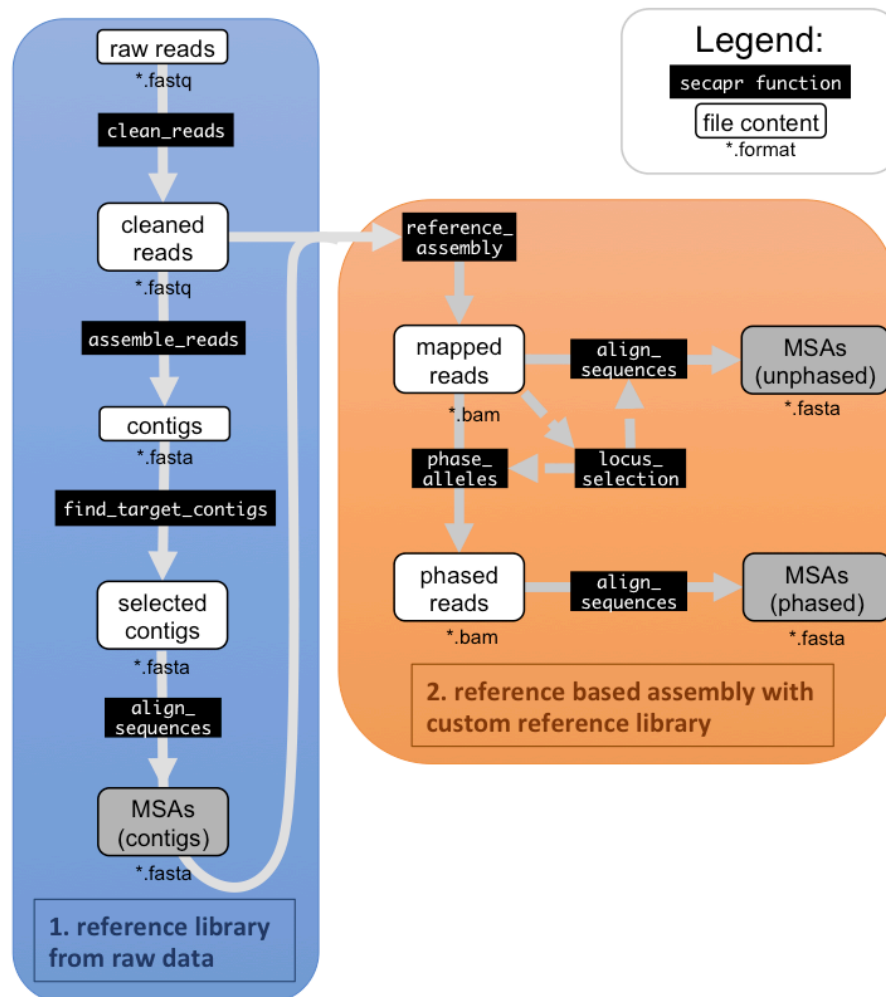 raw reads
*.fastq
clean_reads
cleaned
reads
*.fastq
assemble_reads
contigs
*.fasta
find_target_contigs
selected
contigs
*.fasta
align_
sequences
MSAs
(contigs)
*.fasta
1. reference library
from raw data
Legend:
secapr function
file content
*.format
reference_
assembly
mapped
reads
*.bam
align_
sequences
MSAs
(unphased)
*.fasta
phase_
alleles
locus_
selection
phased
reads
*.bam
align_
sequences
MSAs
(phased)
*.fasta
2. reference based assembly with
custom reference library